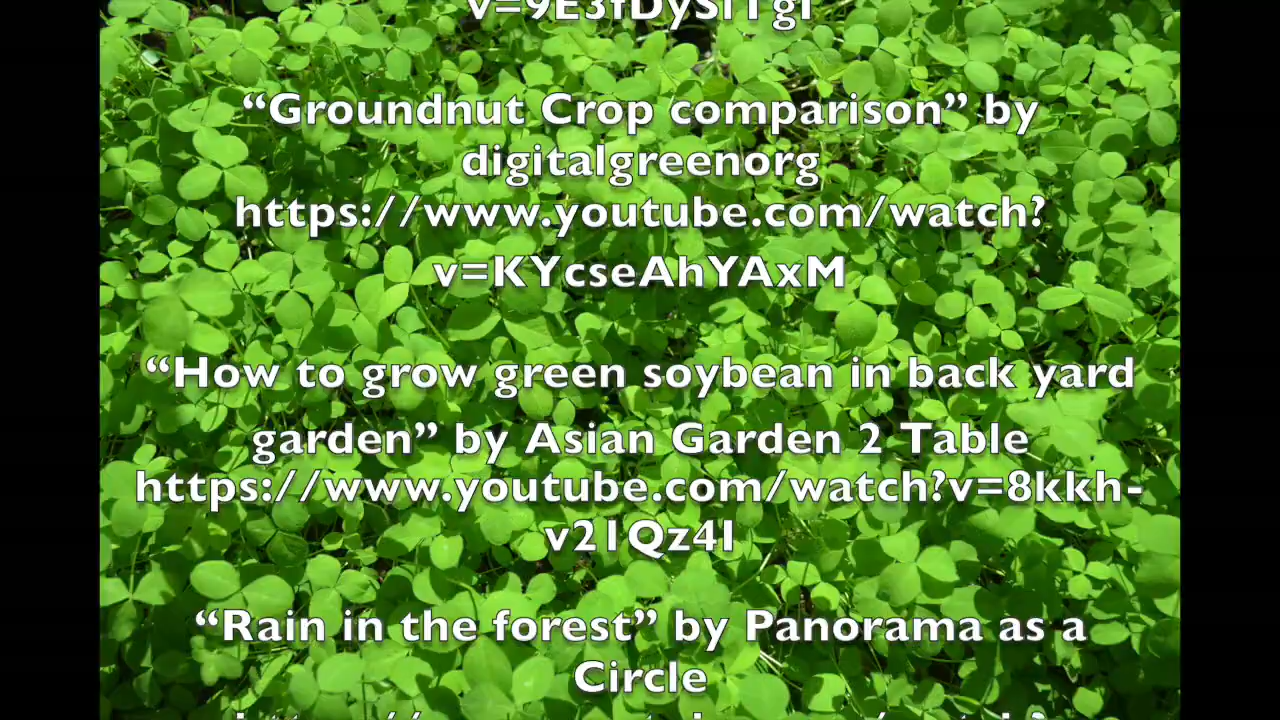 “Groundnut Crop comparison” by
digitalgreenorg
https://www.youtube.com/watch?
v=KYcseAhYAxM
“How to grow green soybean in back yard
garden” by Asian Garden 2 Table
https://www.youtube.com/watch?v=8kkh-
v21Qz4I
“Rain in the forest” by Panorama as a
Circle